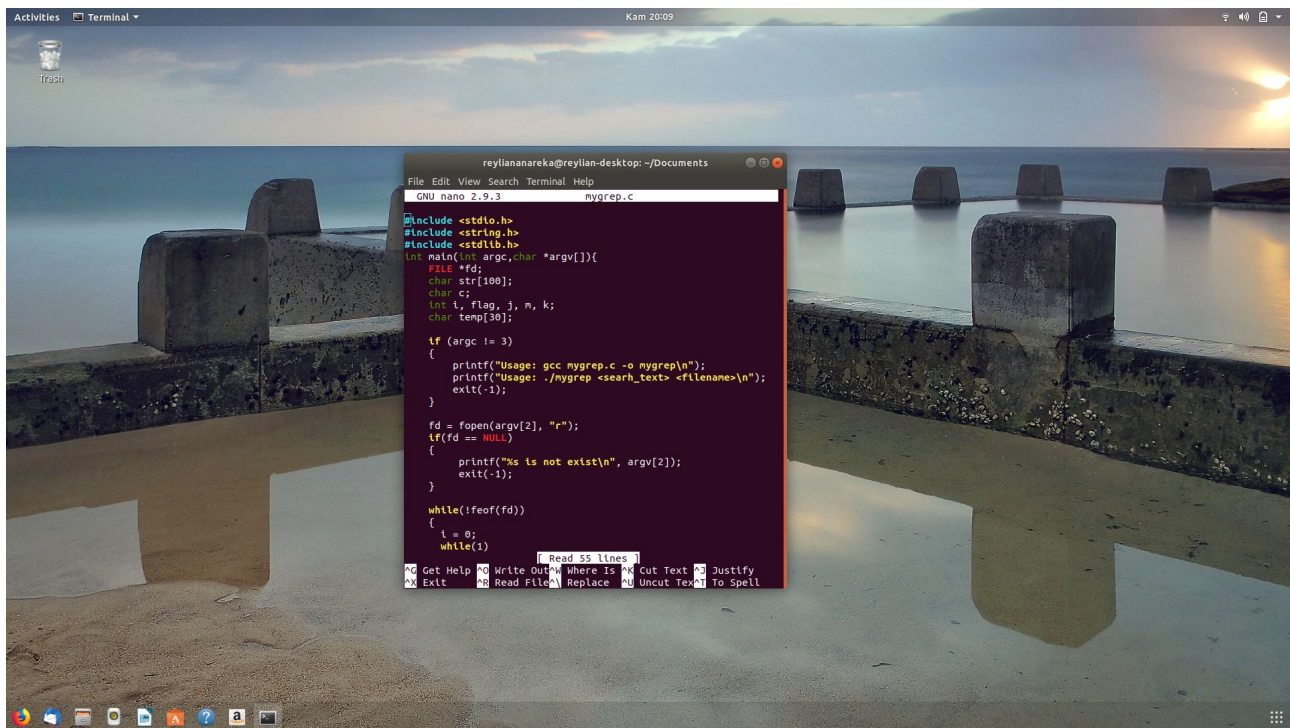 Activities Terminal Kam 20:09
Trash
reyliananareka@reylian-desktop: ~/Documents
File Edit View Search Terminal Help
GNU nano 2.9.3 mygrep.c
#include <stdio.h>
#include <string.h>
#include <stdlib.h>
int main(int argc,char *argv[]){
FILE *fd;
char str[100];
char c;
int i, flag, j, m, k;
char temp[30];
if (argc != 3)
{
printf("Usage: gcc mygrep.c -o mygrep\n");
printf("Usage: ./mygrep <searh_text> <filename>\n");
exit(-1);
}
fd = fopen(argv[2], "r");
if(fd == NULL)
{
printf("%s is not exist\n", argv[2]);
exit(-1);
}
while(!feof(fd))
{
i = 0;
while(1)
[ Read 55 lines ]
^G Get Help ^O Write Out ^W Where Is ^K Cut Text ^J Justify
^X Exit ^R Read File ^\ Replace ^U Uncut Tex ^T To Spell